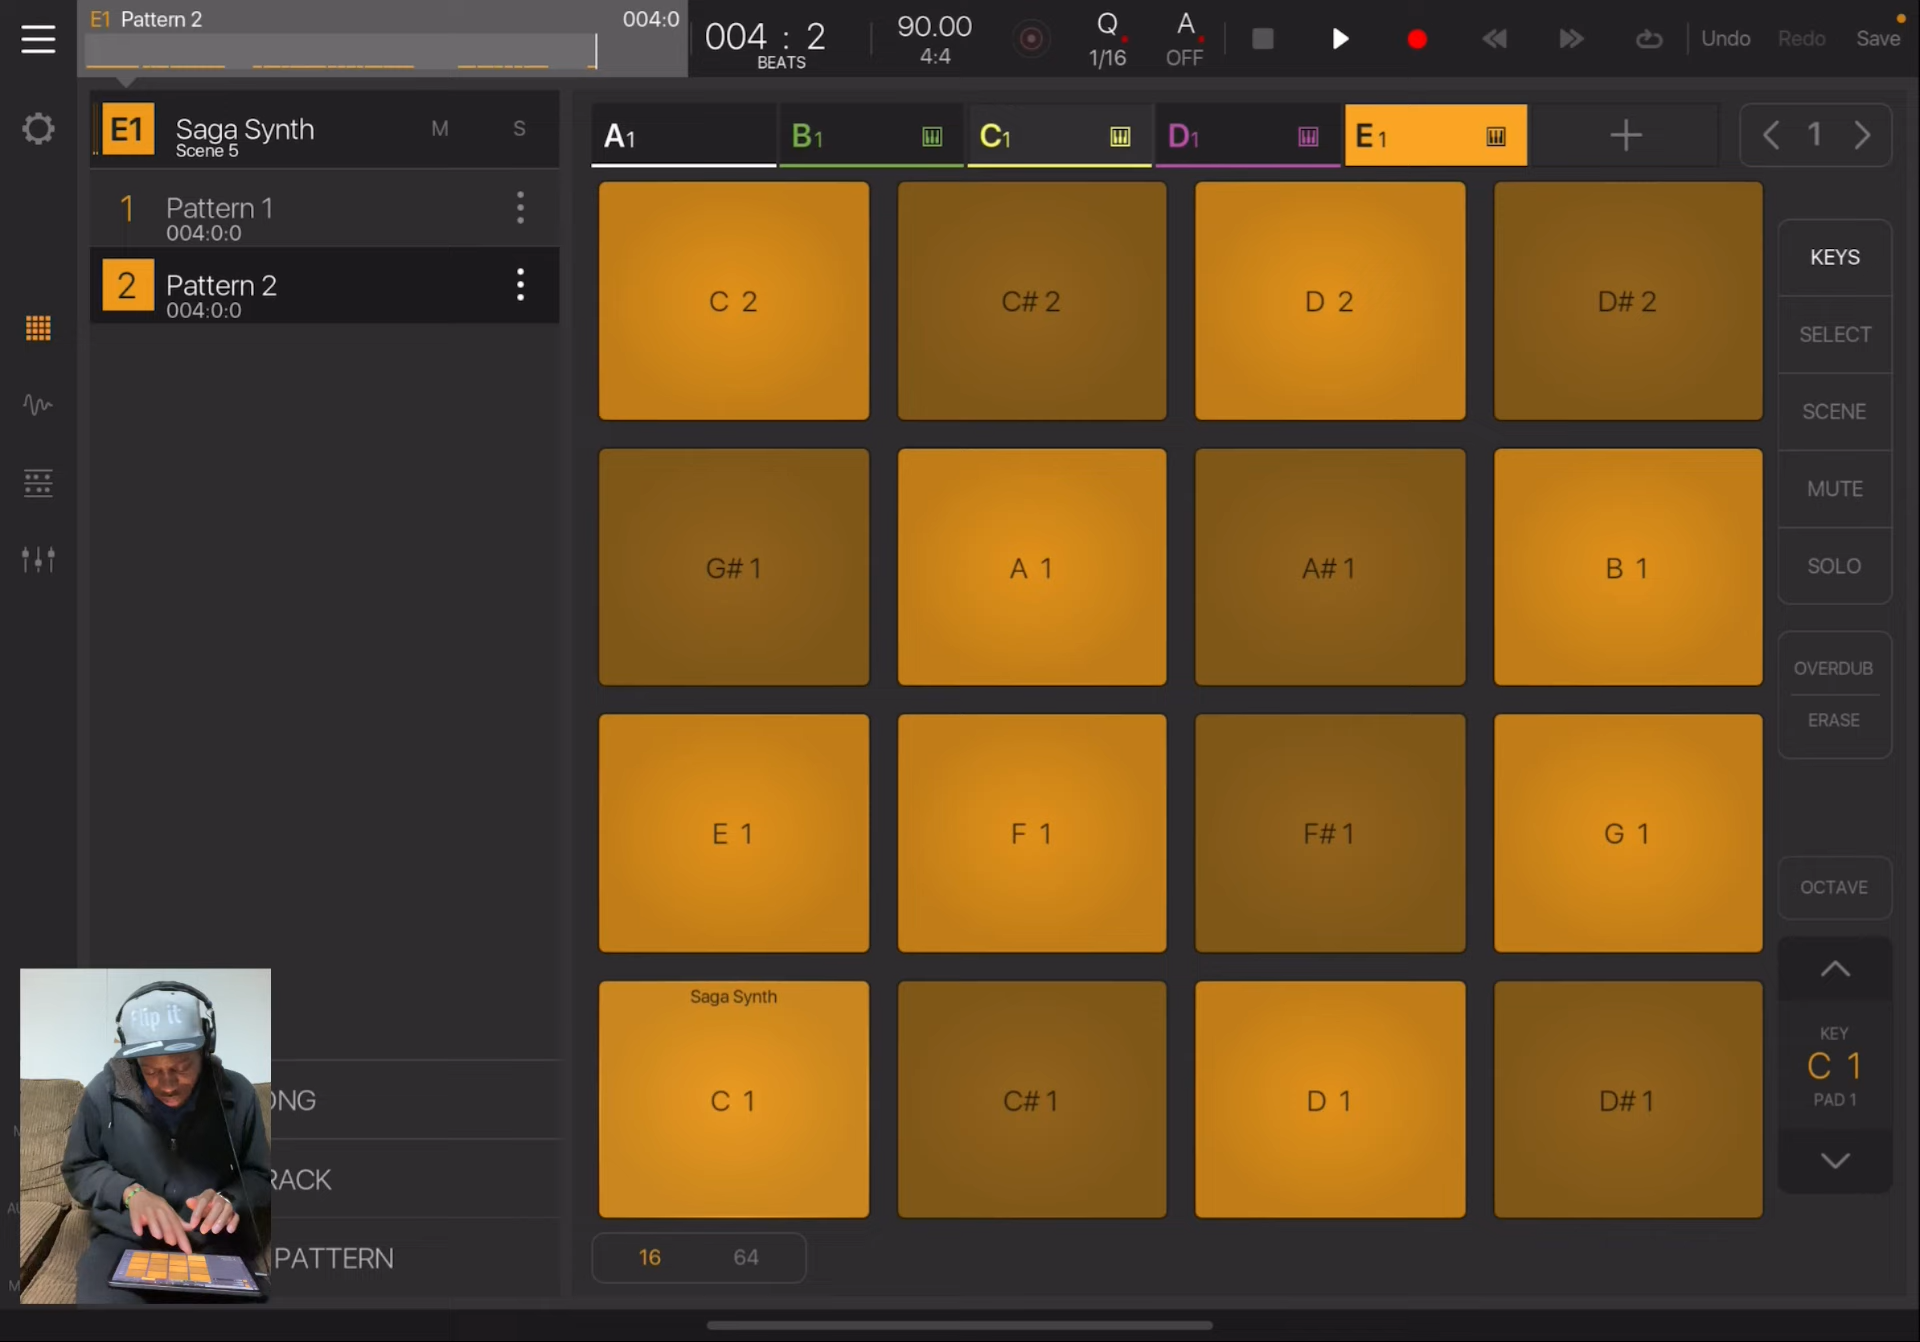 E1 Pattern 2 004:0
004 : 2
BEATS
90.00
4:4
Q
1/16
A
OFF
Undo
Redo
Save
E1
Saga Synth
Scene 5
M
S
A1
B1
C1
D1
E1
+
1
1
Pattern 1
004:0:0
2
Pattern 2
004:0:0
C 2
C# 2
D 2
D# 2
G# 1
A 1
A# 1
B 1
E 1
F 1
F# 1
G 1
Saga Synth
C 1
C# 1
D 1
D# 1
KEYS
SELECT
SCENE
MUTE
SOLO
OVERDUB
ERASE
OCTAVE
KEY
C 1
PAD 1
Flip it
ONG
RACK
PATTERN
16
64